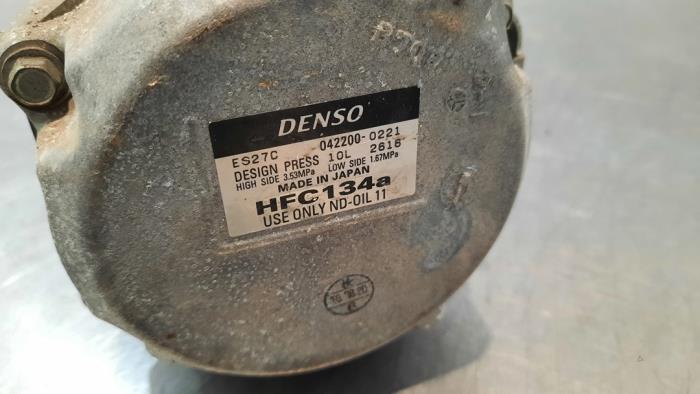 DENSO
ES27C 042200-0221
DESIGN PRESS 10L 2616
HIGH SIDE 3.53MPa LOW SIDE 1.67MPa
MADE IN JAPAN
HFC134a
USE ONLY ND-OIL 11